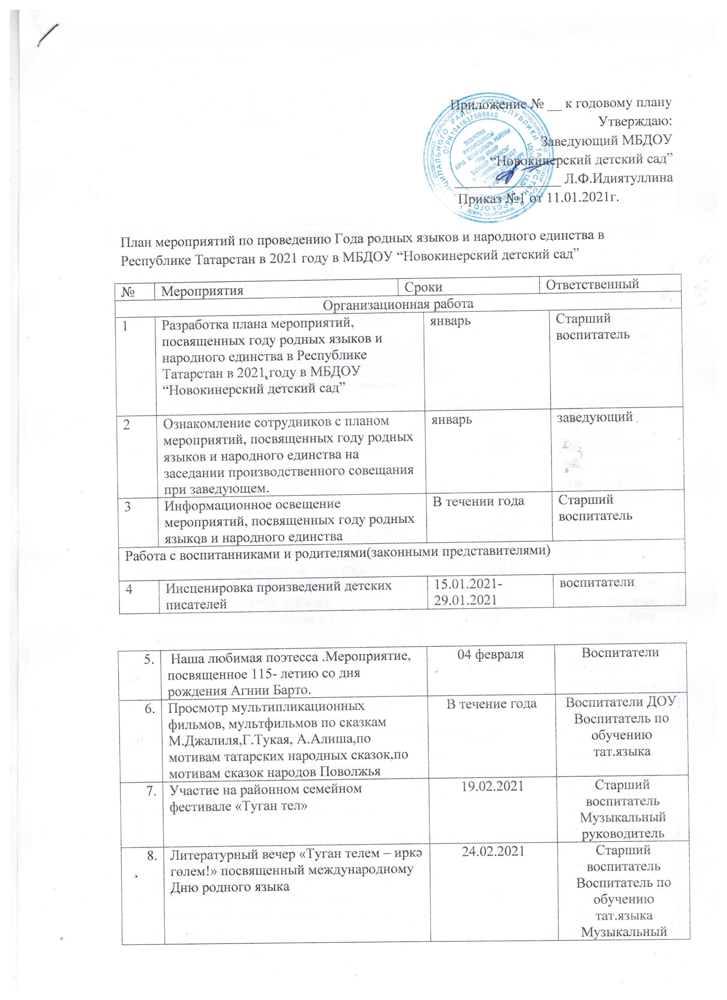 Приложение № __ к годовому плану
Утверждаю:
Заведующий МБДОУ
“Новокинерский детский сад”
_______________ Л.Ф.Идиятуллина
Приказ №1 от 11.01.2021г.
ОГРН1041637600840
ТАТАРСТАН
РЕСПУБЛИКАСЫ
АРЧА МУНИЦИПАЛЬ РАЙОНЫ
План мероприятий по проведению Года родных языков и народного единства в
Республике Татарстан в 2021 году в МБДОУ “Новокинерский детский сад”
№ Мероприятия Сроки Ответственный
Организационная работа
1 Разработка плана мероприятий, январь Старший
посвященных году родных языков и воспитатель
народного единства в Республике
Татарстан в 2021 году в МБДОУ
“Новокинерский детский сад”
2 Ознакомление сотрудников с планом январь заведующий
мероприятий, посвященных году родных
языков и народного единства на
заседании производственного совещания
при заведующем.
3 Информационное освещение В течении года Старший
мероприятий, посвященных году родных воспитатель
языков и народного единства
Работа с воспитанниками и родителями(законными представителями)
4 Инсценировка произведений детских 15.01.2021- воспитатели
писателей 29.01.2021
5. Наша любимая поэтесса .Мероприятие, 04 февраля Воспитатели
посвященное 115- летию со дня
рождения Агнии Барто.
6. Просмотр мультипликационных В течение года Воспитатели ДОУ
фильмов, мультфильмов по сказкам Воспитатель по
М.Джалиля,Г.Тукая, А.Алиша,по обучению
мотивам татарских народных сказок,по тат.языка
мотивам сказок народов Поволжья
7. Участие на районном семейном 19.02.2021 Старший
фестивале «Туган тел» воспитатель
Музыкальный
руководитель
8. Литературный вечер «Туган телем – иркә 24.02.2021 Старший
гөлем!» посвященный международному воспитатель
Дню родного языка Воспитатель по
обучению
тат.языка
Музыкальный